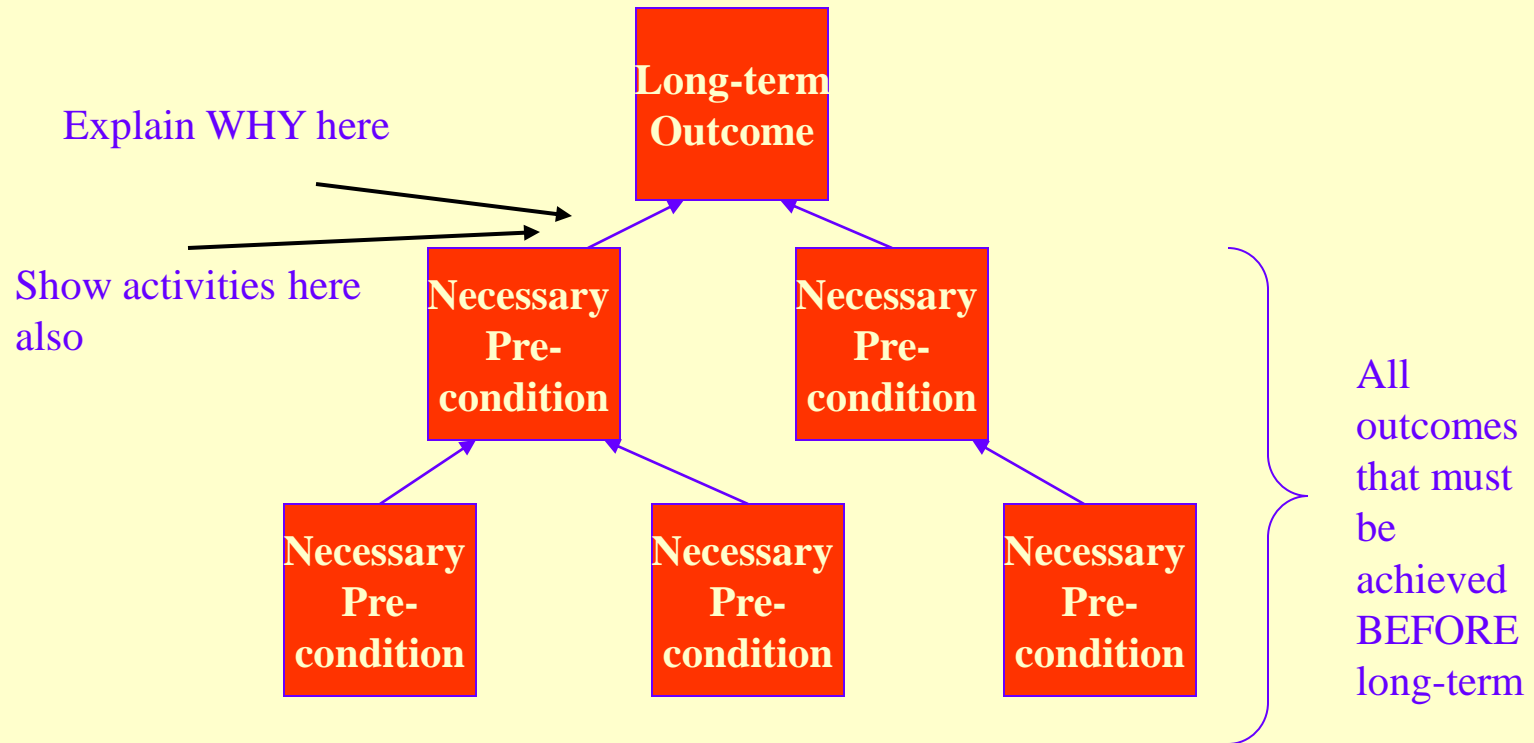 Long-term
Outcome
Explain WHY here
Show activities here
also
Necessary
Pre-
condition
Necessary
Pre-
condition
All
outcomes
that must
be
achieved
BEFORE
long-term
Necessary
Pre-
condition
Necessary
Pre-
condition
Necessary
Pre-
condition